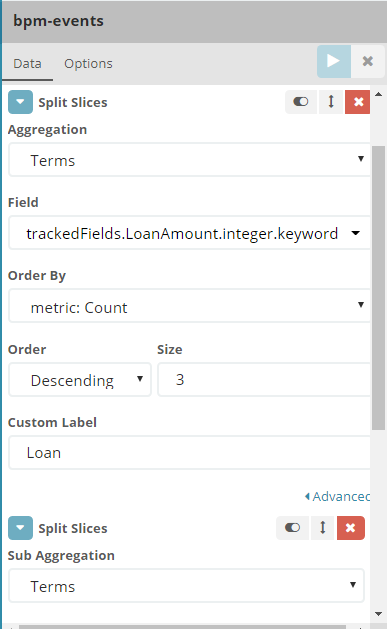 bpm-events
Data Options
Split Slices
Aggregation
Terms
Field
trackedFields.LoanAmount.integer.keyword
Order By
metric: Count
Order Size
Descending 3
Custom Label
Loan
Advanced
Split Slices
Sub Aggregation
Terms